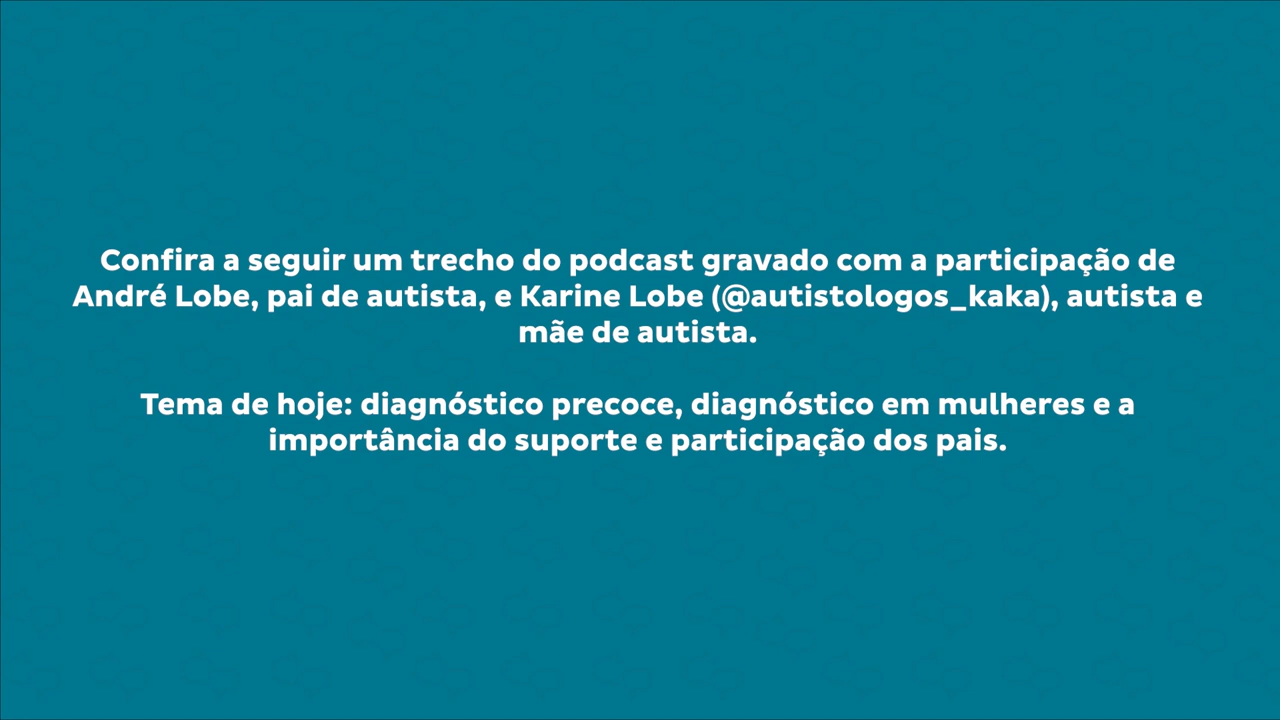 Confira a seguir um trecho do podcast gravado com a participação de
André Lobe, pai de autista, e Karine Lobe (@autistologos_kaka), autista e
mãe de autista.
Tema de hoje: diagnóstico precoce, diagnóstico em mulheres e a
importância do suporte e participação dos pais.